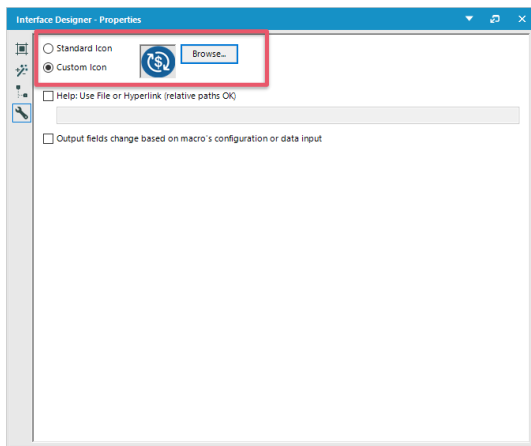 Interface Designer - Properties
Standard Icon
Custom Icon
$
Browse...
Help: Use File or Hyperlink (relative paths OK)
Output fields change based on macro's configuration or data input